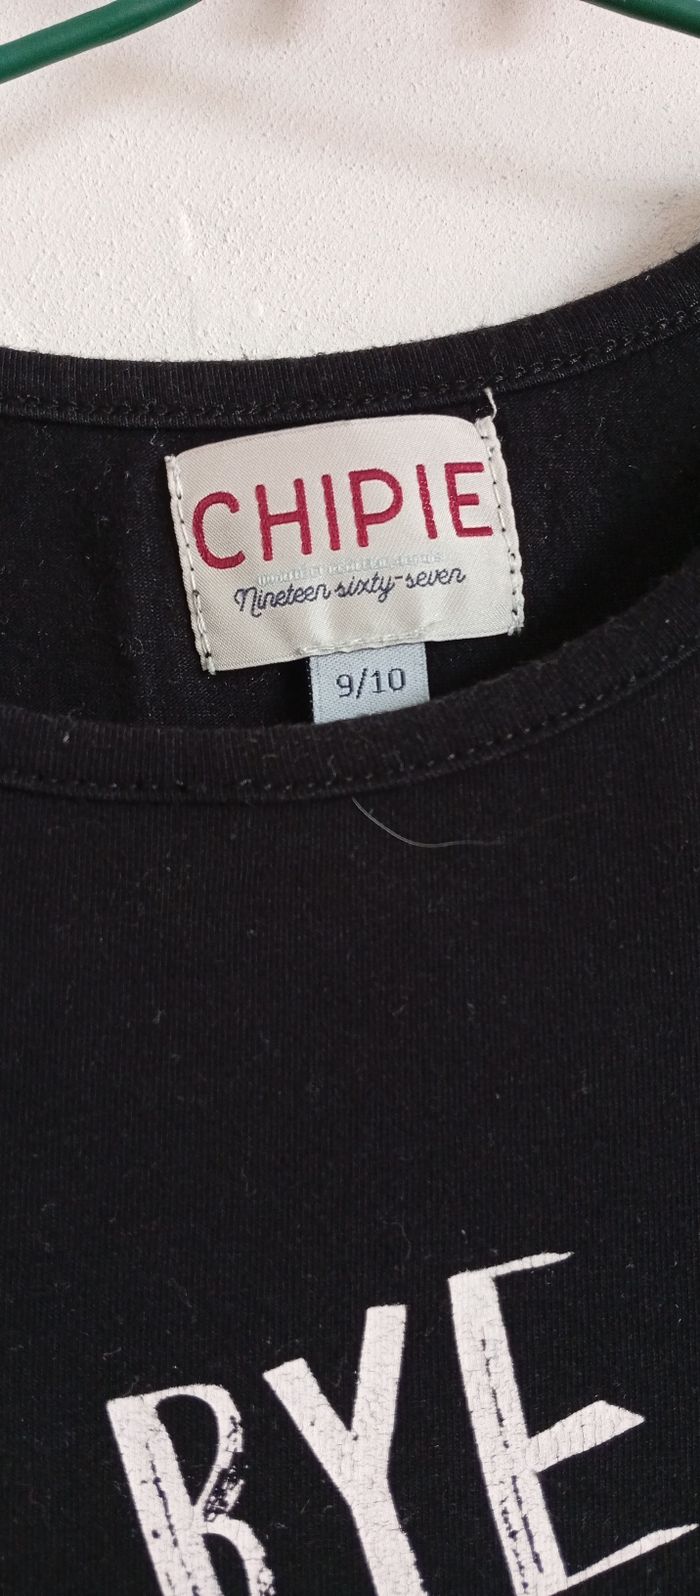 CHIPIE
Nineteen sixty-seven
9/10
BYE